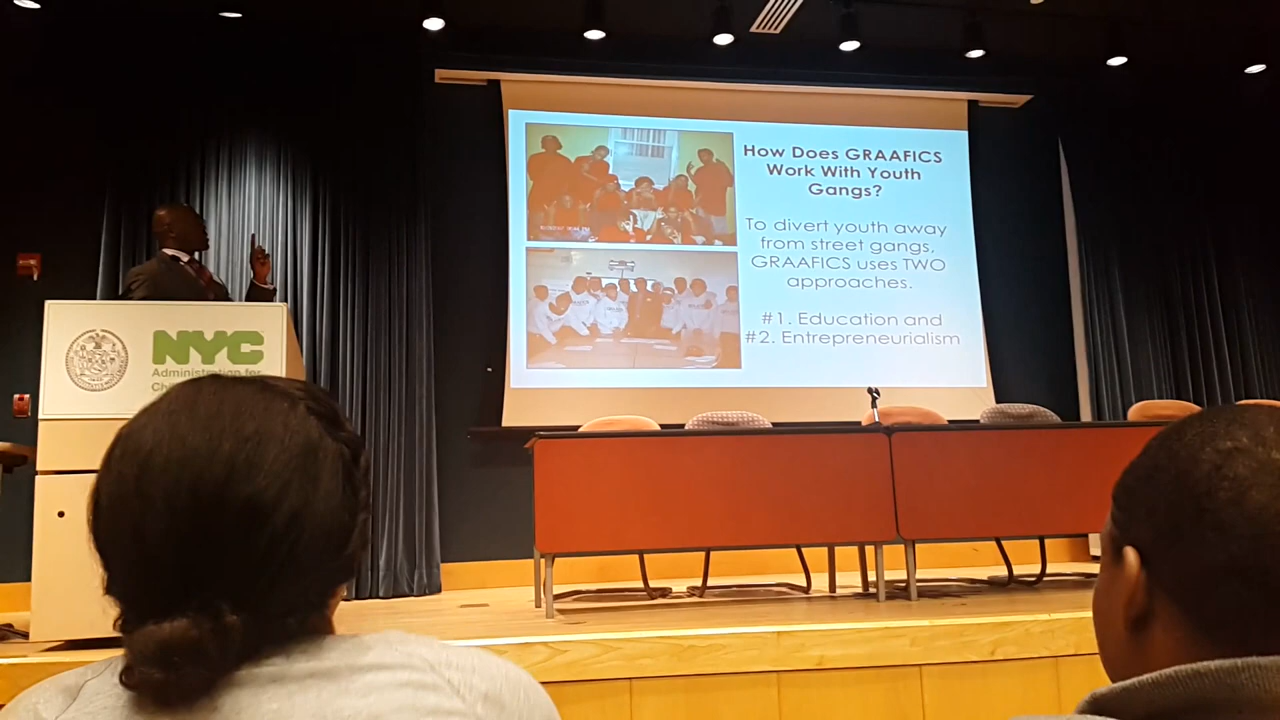 How Does GRAAFICS
Work With Youth
Gangs?
To divert youth away
from street gangs,
GRAAFICS uses TWO
approaches.
#1. Education and
#2. Entrepreneurialism
NYC
Administration for